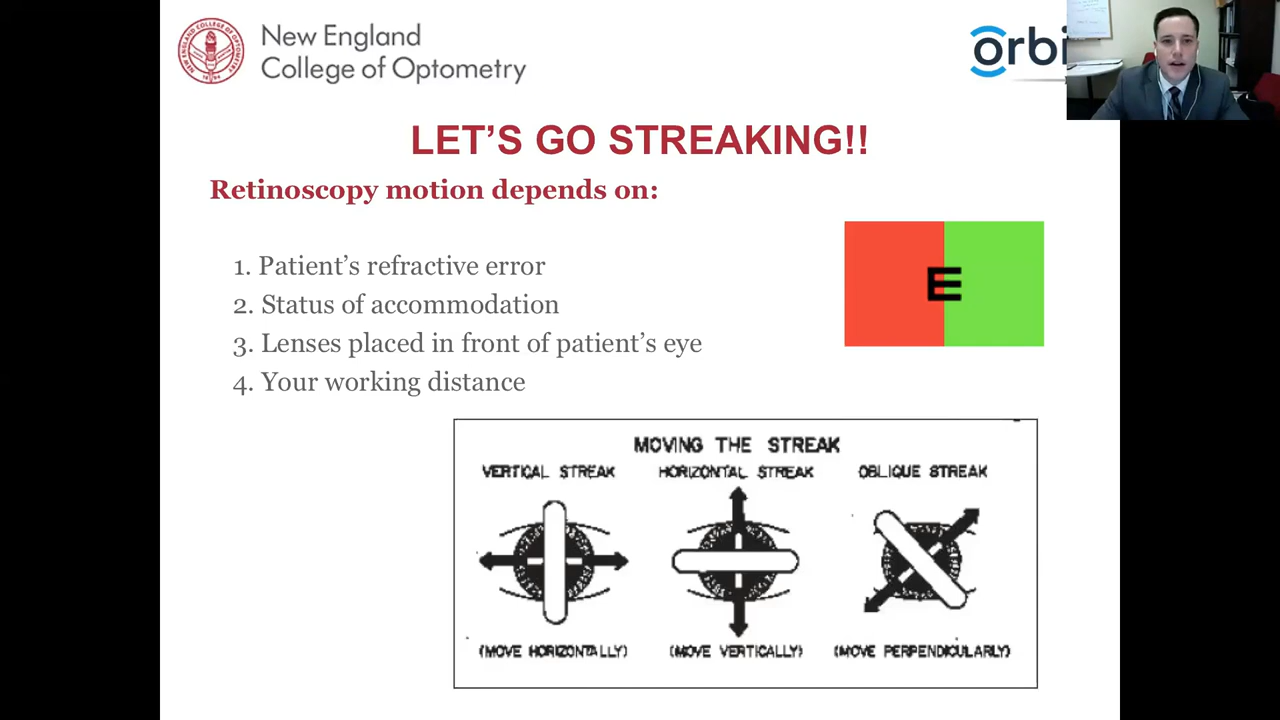 New England
College of Optometry
orbi
LET'S GO STREAKING!!
Retinoscopy motion depends on:
1. Patient's refractive error
2. Status of accommodation
3. Lenses placed in front of patient's eye
4. Your working distance
E
MOVING THE STREAK
VERTICAL STREAK HORIZONTAL STREAK OBLIQUE STREAK
(MOVE HORIZONTALLY) (MOVE VERTICALLY) (MOVE PERPENDICULARLY)